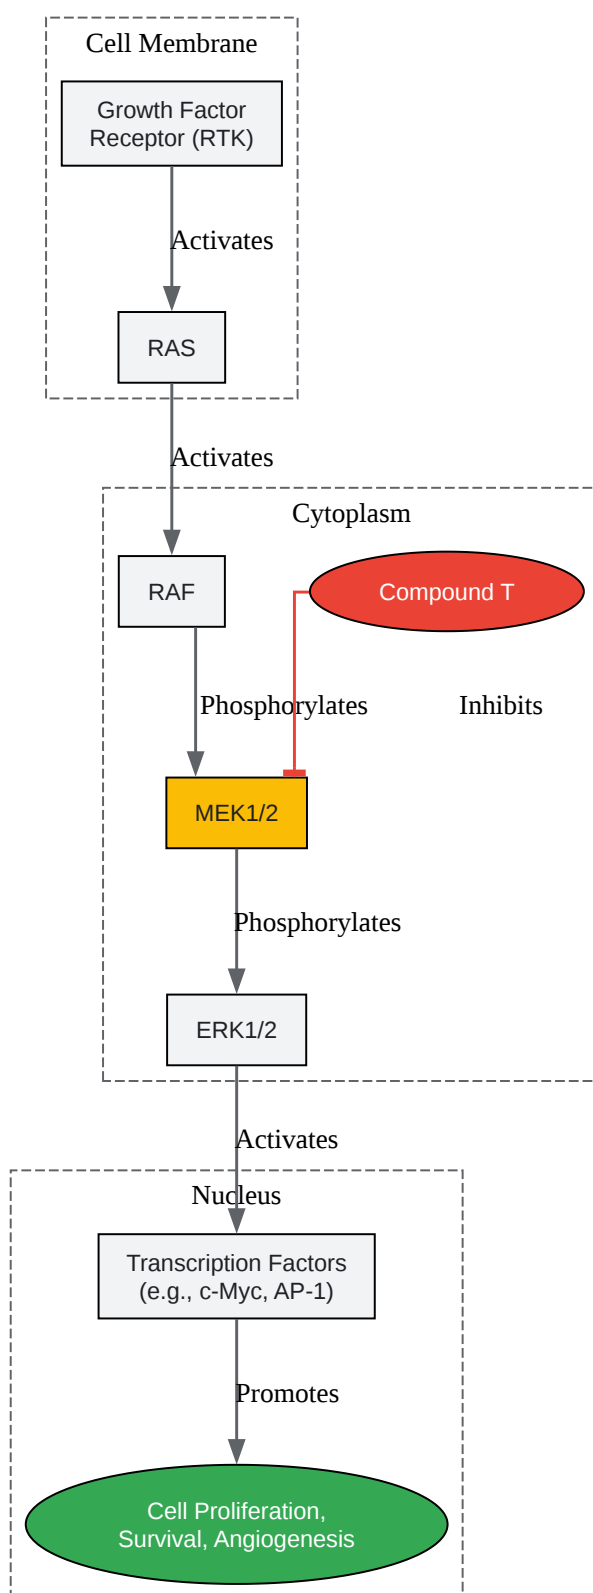 Cell Membrane
Growth Factor
Receptor (RTK)
Activates
RAS
Activates
Cytoplasm
RAF
Compound T
Phosphorylates
Inhibits
MEK1/2
Phosphorylates
ERK1/2
Activates
Nucleus
Transcription Factors
(e.g., c-Myc, AP-1)
Promotes
Cell Proliferation,
Survival, Angiogenesis